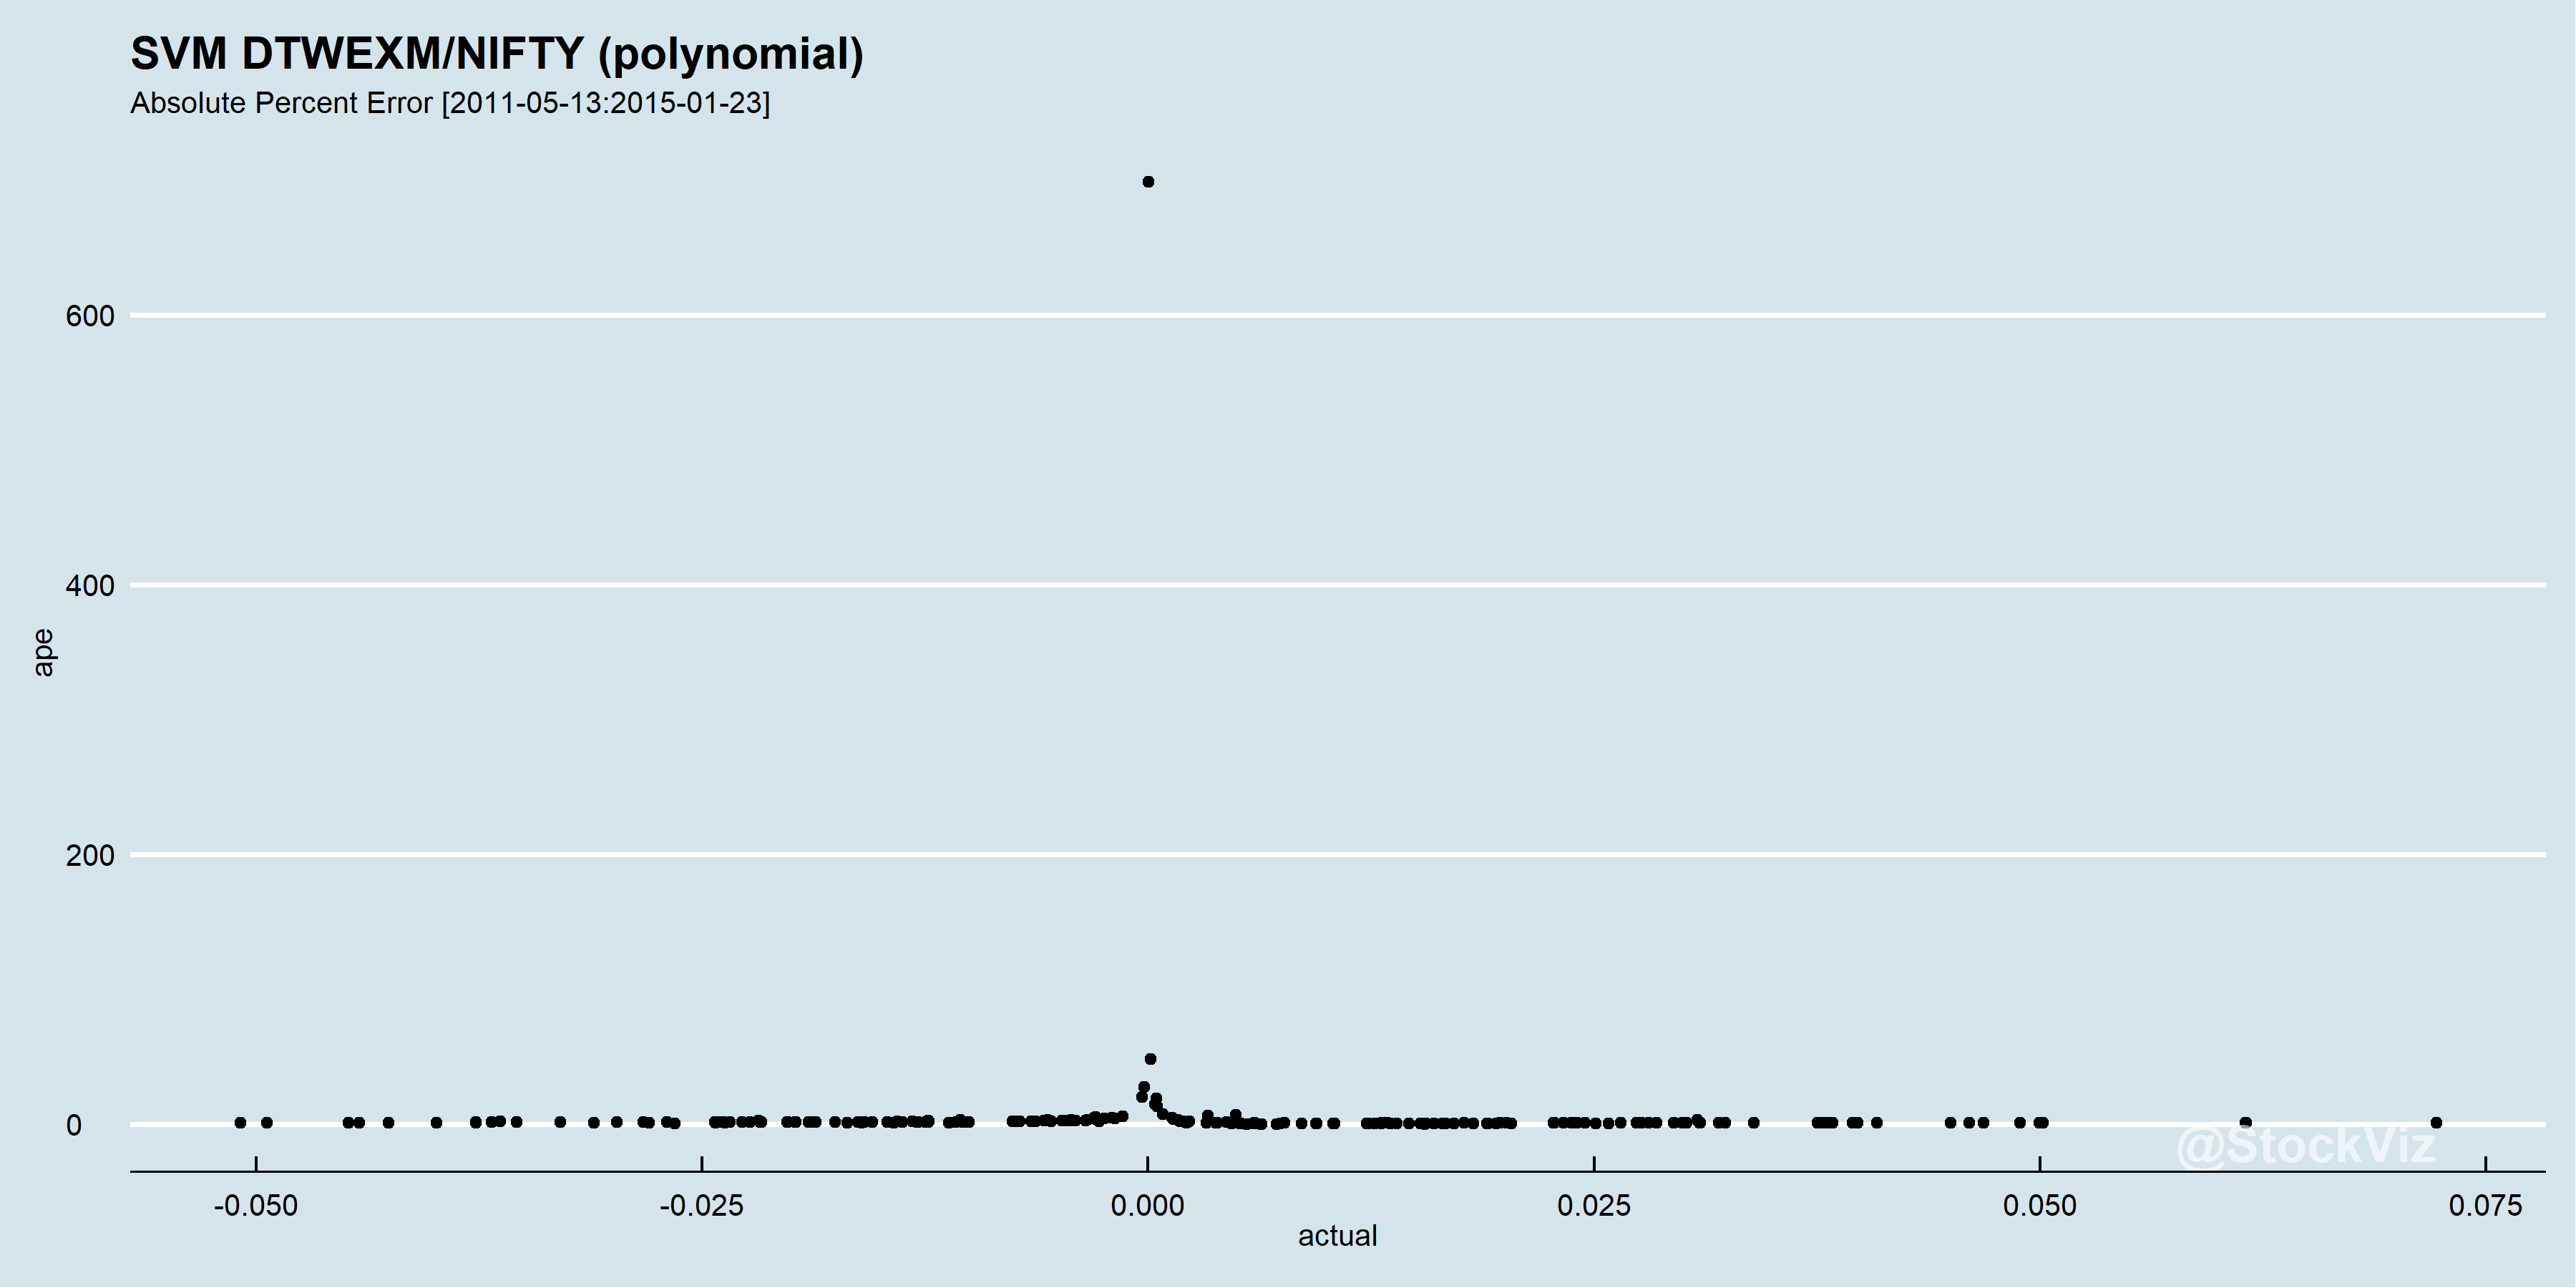 SVM DTWEXM/NIFTY (polynomial)
Absolute Percent Error [2011-05-13:2015-01-23]
600
400
ape
200
0
@StockViz
-0.050 -0.025 0.000 0.025 0.050 0.075
actual